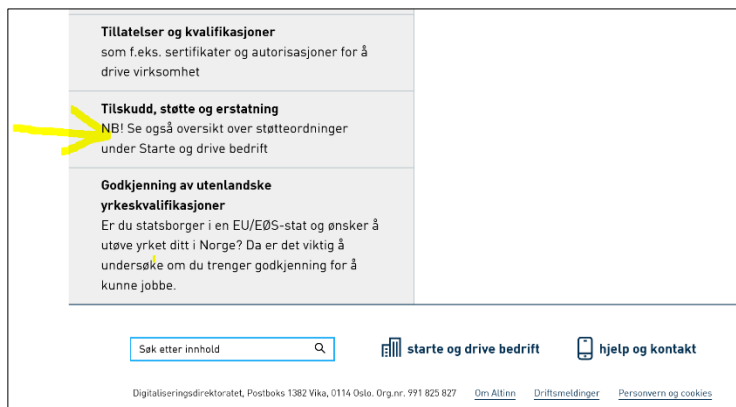 Tillatelser og kvalifikasjoner
som f.eks. sertifikater og autorisasjoner for å
drive virksomhet
Tilskudd, støtte og erstatning
NB! Se også oversikt over støtteordninger
under Starte og drive bedrift
Godkjenning av utenlandske
yrkeskvalifikasjoner
Er du statsborger i en EU/EØS-stat og ønsker å
utøve yrket ditt i Norge? Da er det viktig å
undersøke om du trenger godkjenning for å
kunne jobbe.
Søk etter innhold
starte og drive bedrift
hjelp og kontakt
Digitaliseringsdirektoratet, Postboks 1382 Vika, 0114 Oslo. Org.nr. 991 825 827 Om Altinn Driftsmeldinger Personvern og cookies